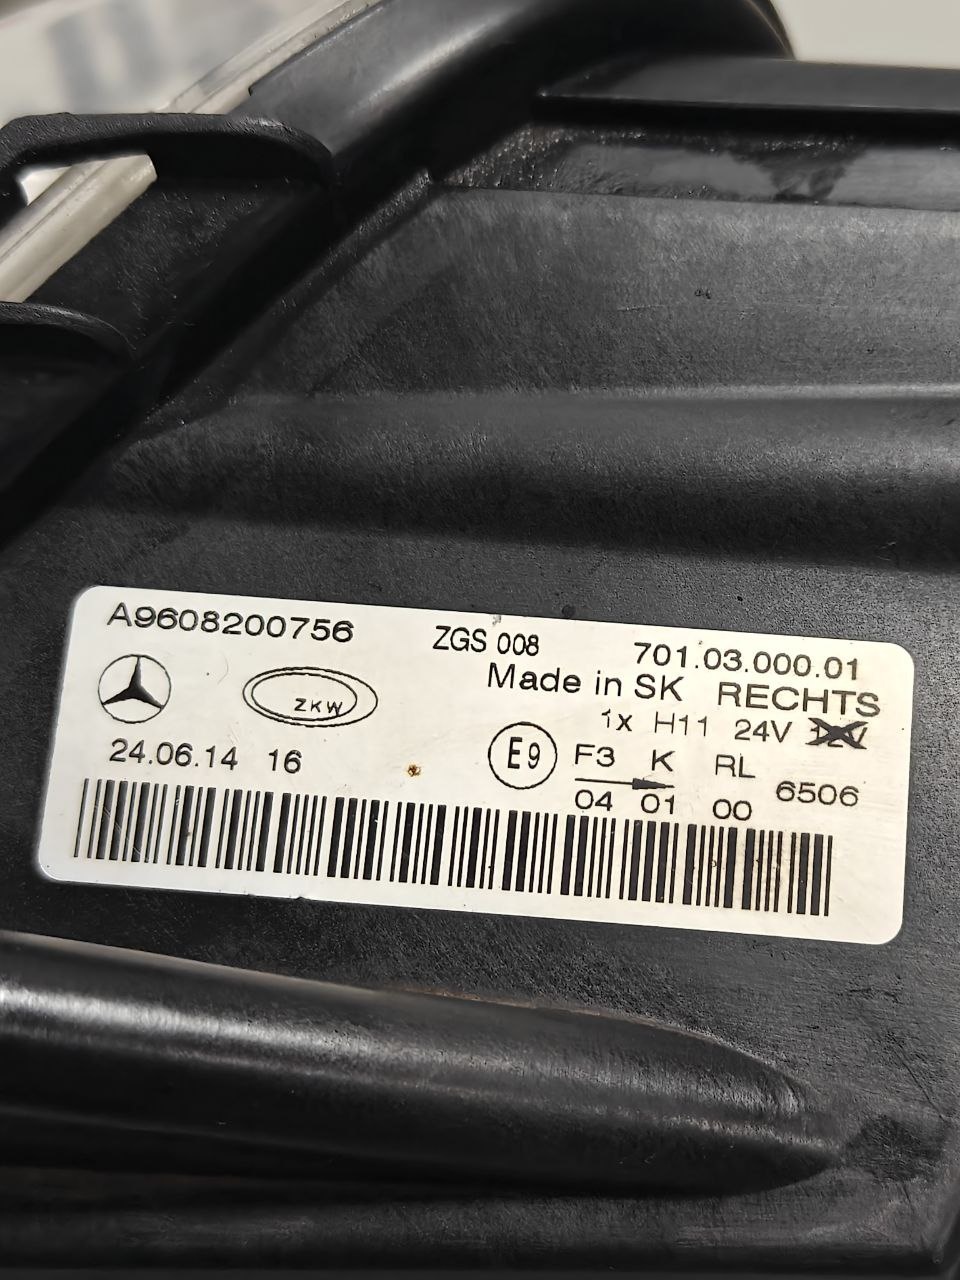 A9608200756 ZGS 008 701.03.000.01
Made in SK RECHTS
ZKW 1x H11 24V 12V
24.06.14 16 E9 F3 K RL 6506
04 01 00